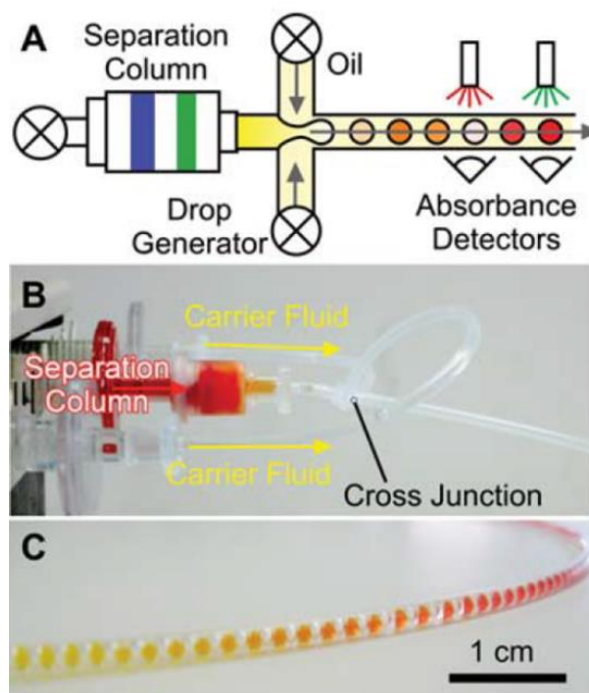 A
Separation
Column
Oil
Drop
Generator
Absorbance
Detectors
B
Carrier Fluid
Separation
Column
Carrier Fluid
Cross Junction
C
1 cm